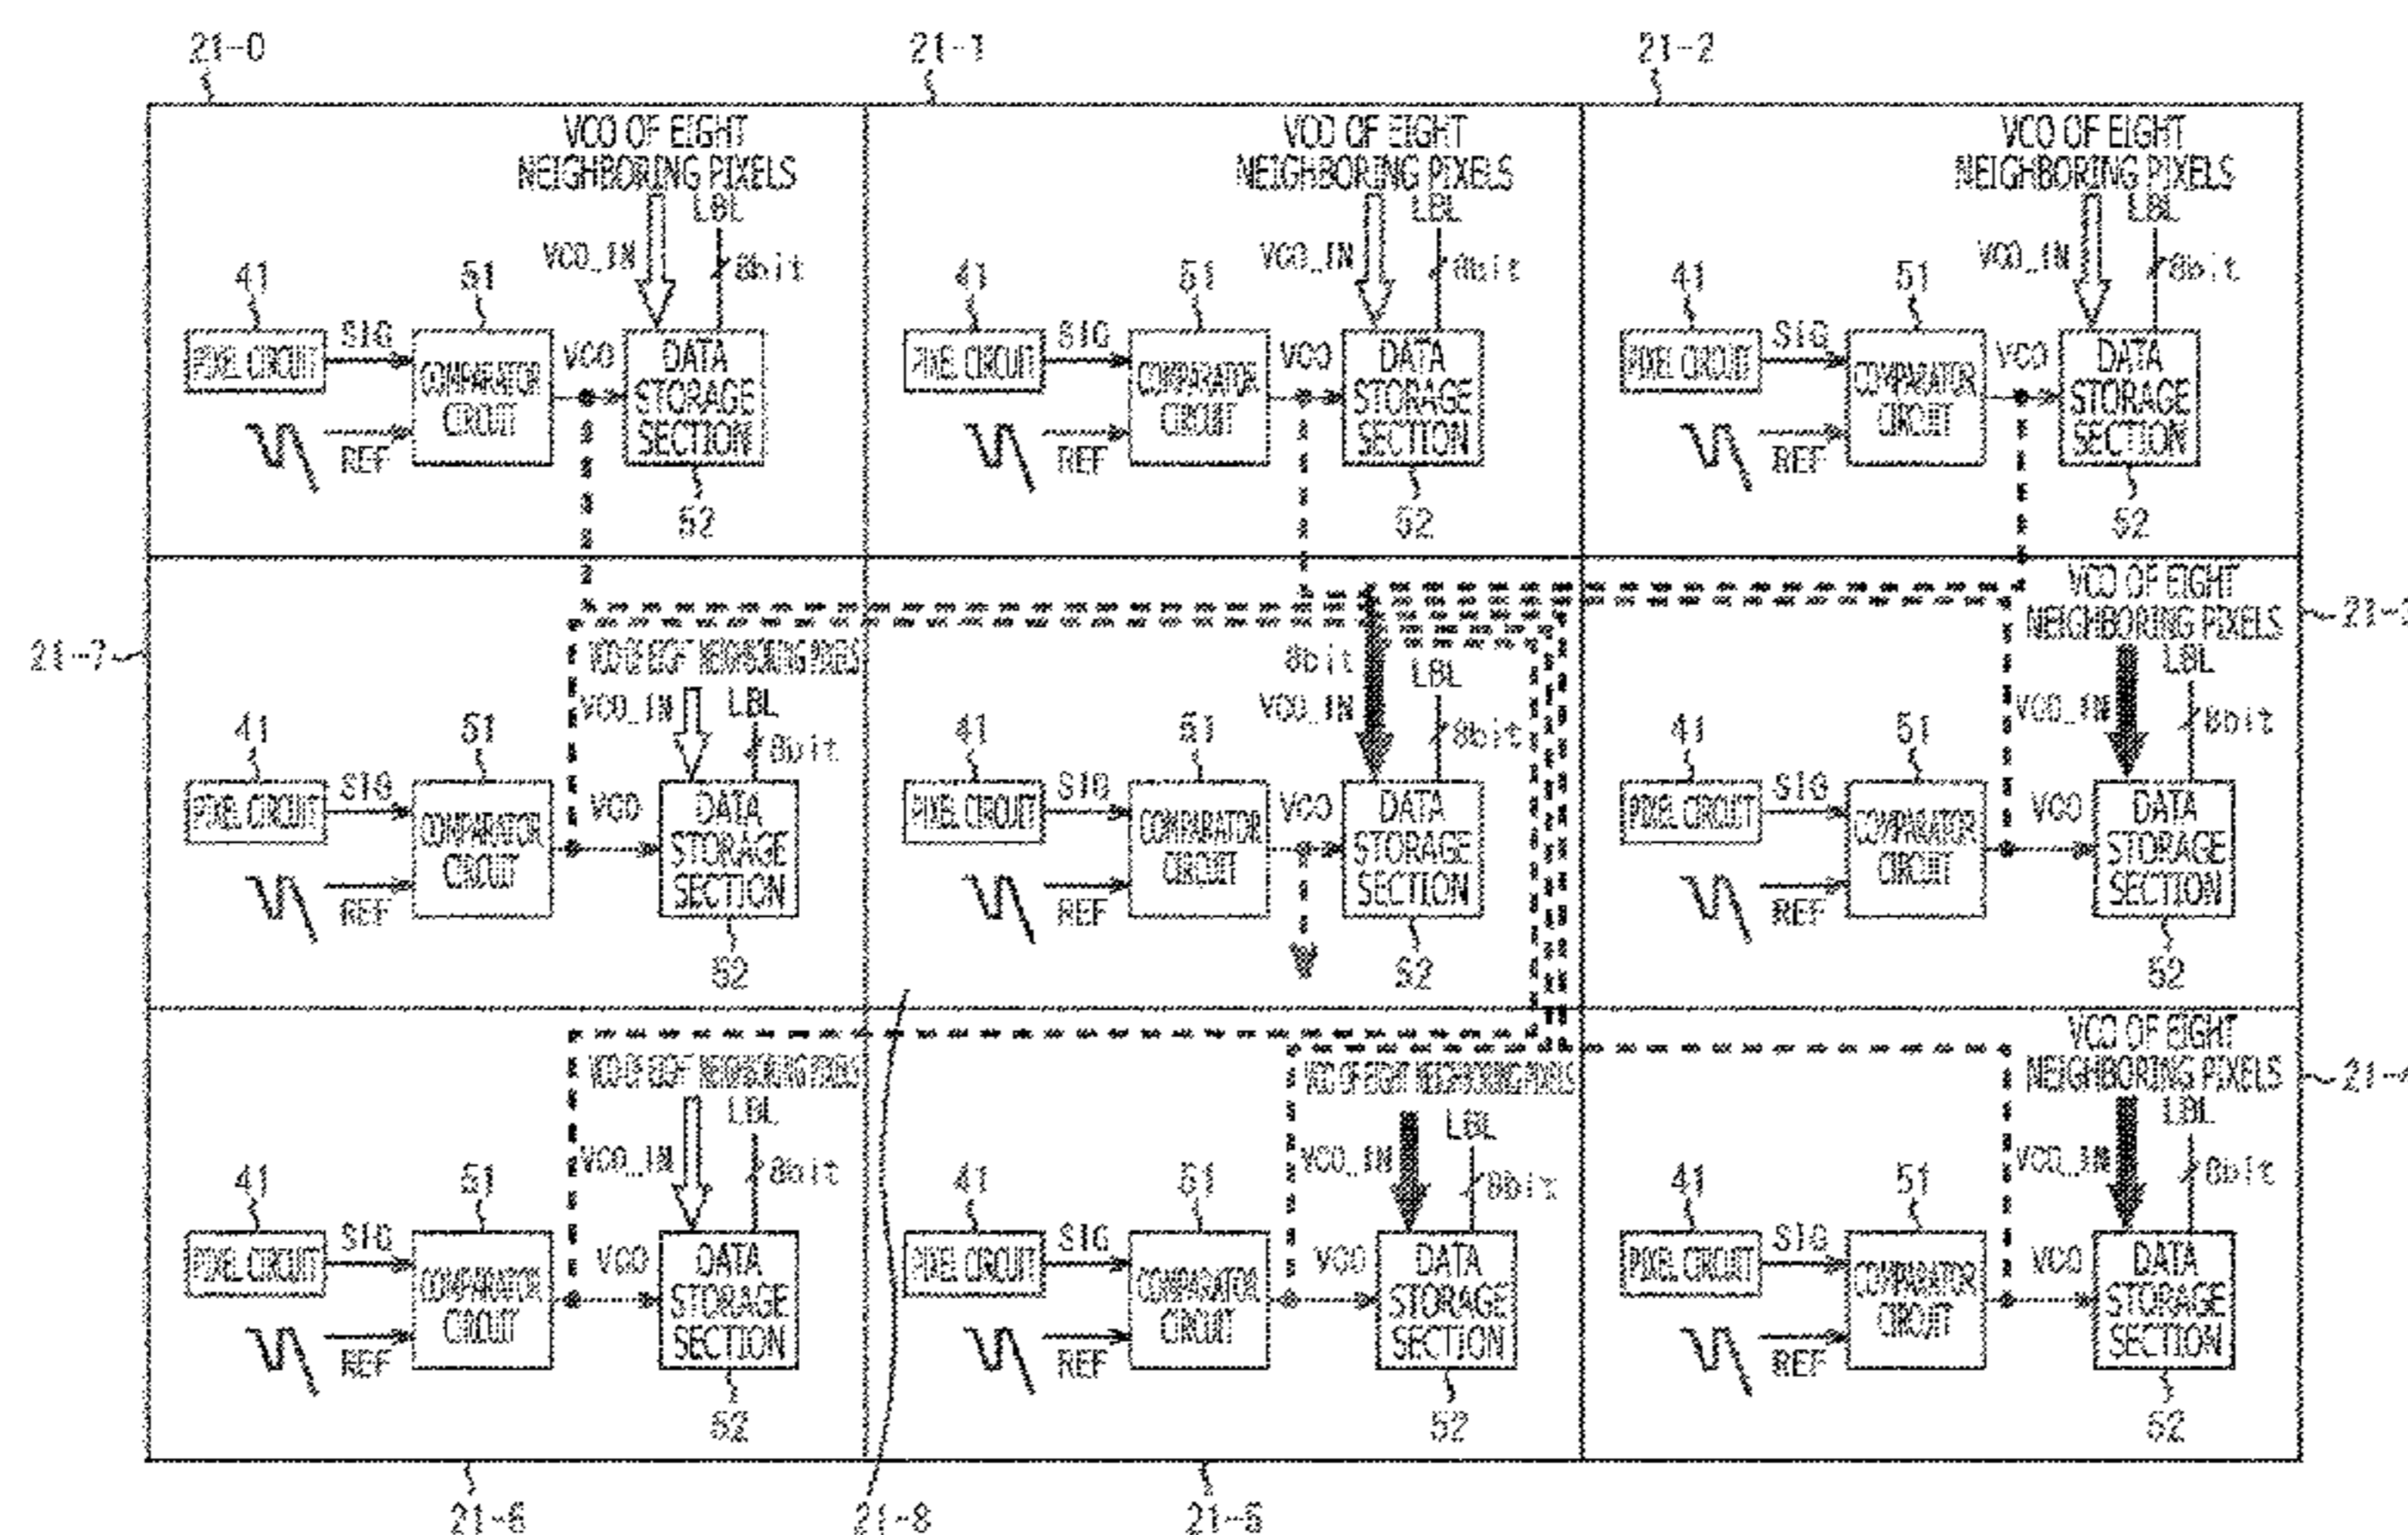 21-0 21-1 21-2
VCO OF EIGHT
NEIGHBORING PIXELS
LBL
VCO_IN
8bit
41
51
PIXEL CIRCUIT
SIG
COMPARATOR
CIRCUIT
VCO
DATA
STORAGE
SECTION
REF
52
VCO OF EIGHT
NEIGHBORING PIXELS
LBL
VCO_IN
8bit
41
51
PIXEL CIRCUIT
SIG
COMPARATOR
CIRCUIT
VCO
DATA
STORAGE
SECTION
REF
52
VCO OF EIGHT
NEIGHBORING PIXELS
LBL
VCO_IN
8bit
41
51
PIXEL CIRCUIT
SIG
COMPARATOR
CIRCUIT
VCO
DATA
STORAGE
SECTION
REF
52
21-7
VCO OF EIGHT NEIGHBORING PIXELS
VCO_IN
LBL
8bit
41
51
PIXEL CIRCUIT
SIG
COMPARATOR
CIRCUIT
VCO
DATA
STORAGE
SECTION
REF
52
8bit
LBL
VCO_IN
8bit
41
51
PIXEL CIRCUIT
SIG
COMPARATOR
CIRCUIT
VCO
DATA
STORAGE
SECTION
REF
52
VCO OF EIGHT
NEIGHBORING PIXELS
LBL
VCO_IN
8bit
41
51
PIXEL CIRCUIT
SIG
COMPARATOR
CIRCUIT
VCO
DATA
STORAGE
SECTION
REF
52
VCO OF EIGHT NEIGHBORING PIXELS
LBL
VCO_IN
8bit
41
51
PIXEL CIRCUIT
SIG
COMPARATOR
CIRCUIT
VCO
DATA
STORAGE
SECTION
REF
52
VCO OF EIGHT NEIGHBORING PIXELS
LBL
VCO_IN
8bit
41
51
PIXEL CIRCUIT
SIG
COMPARATOR
CIRCUIT
VCO
DATA
STORAGE
SECTION
REF
52
VCO OF EIGHT
NEIGHBORING PIXELS
LBL
VCO_IN
8bit
41
51
PIXEL CIRCUIT
SIG
COMPARATOR
CIRCUIT
VCO
DATA
STORAGE
SECTION
REF
52
21-6 21-8 21-5